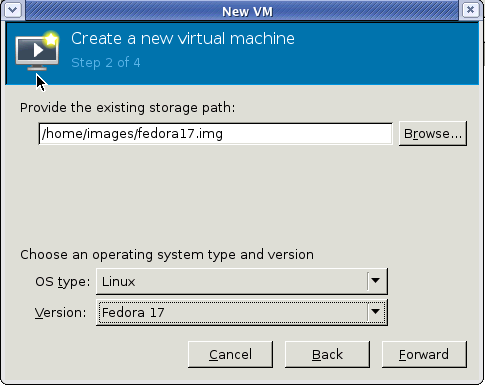 New VM
Create a new virtual machine
Step 2 of 4
Provide the existing storage path:
/home/images/fedora17.img
Browse...
Choose an operating system type and version
OS type: Linux
Version: Fedora 17
Cancel Back Forward